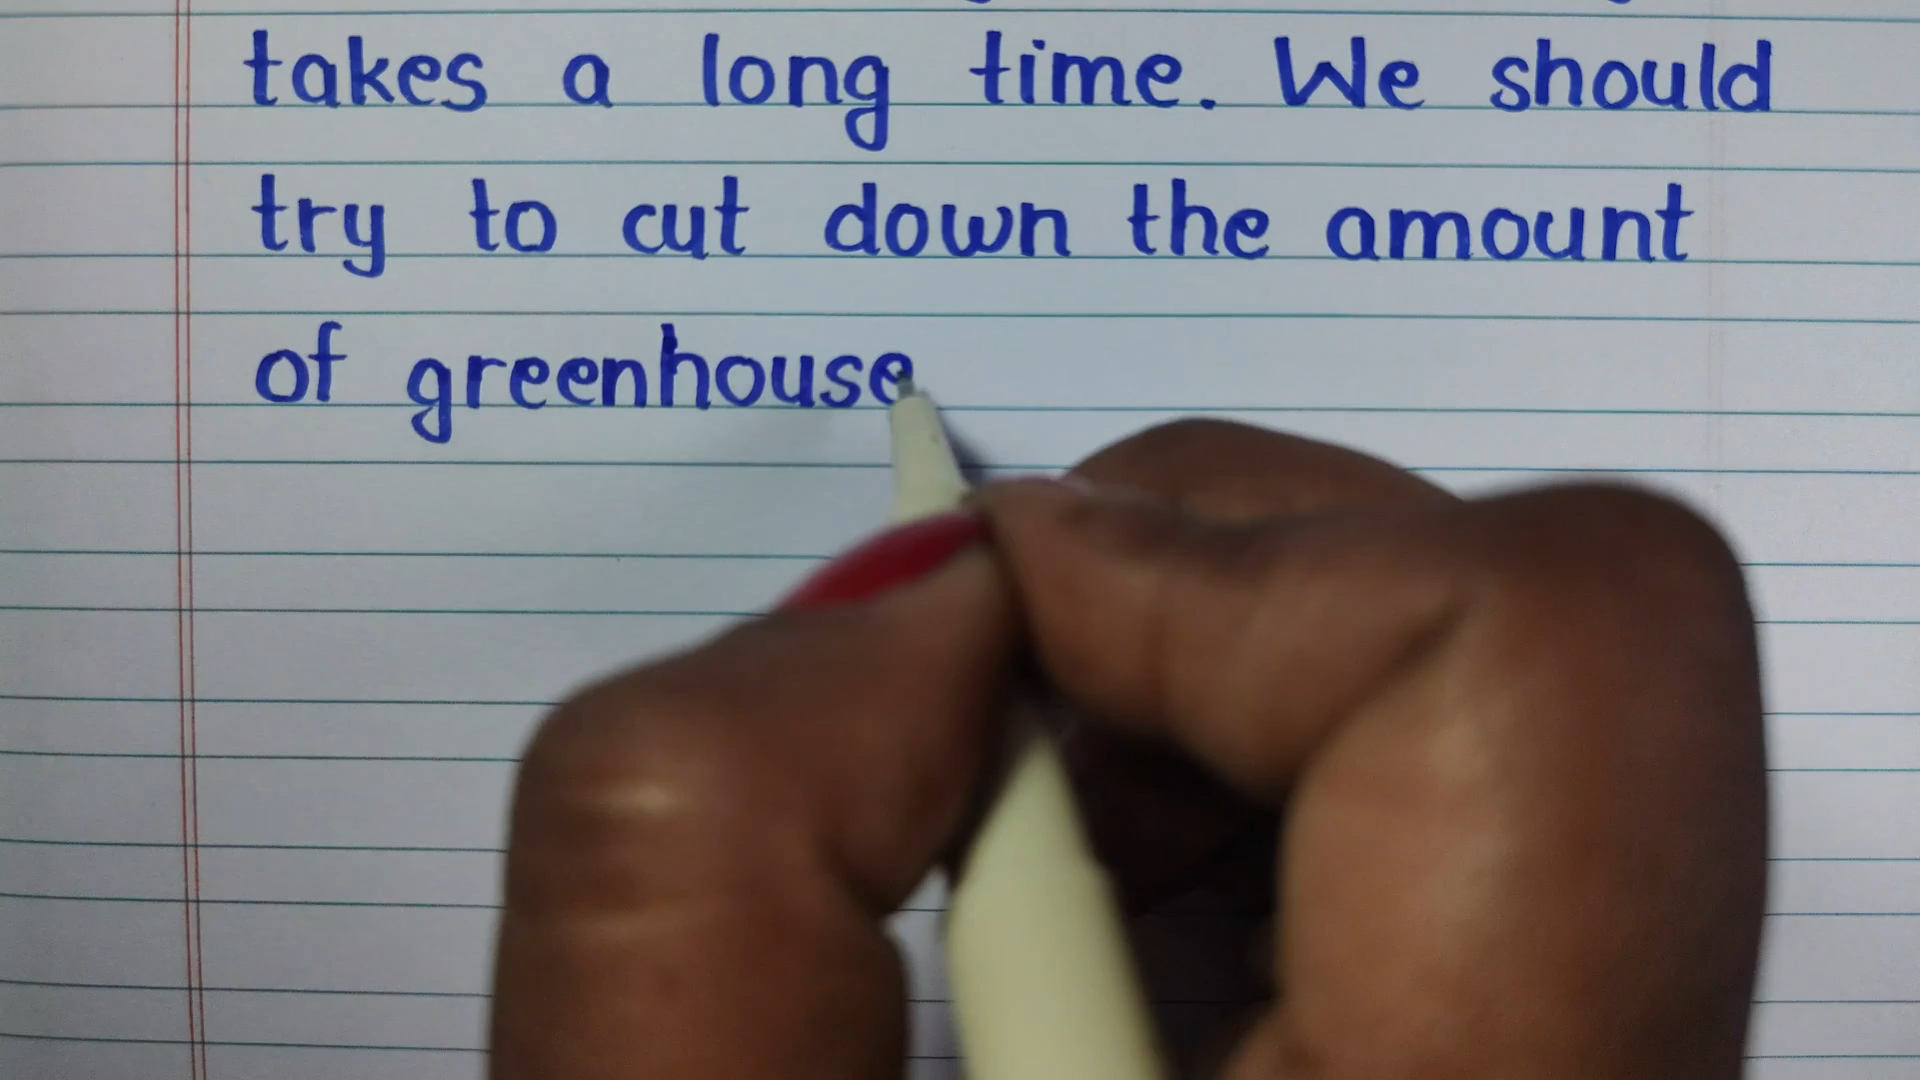 takes a long time. We should
try to cut down the amount
of greenhouse